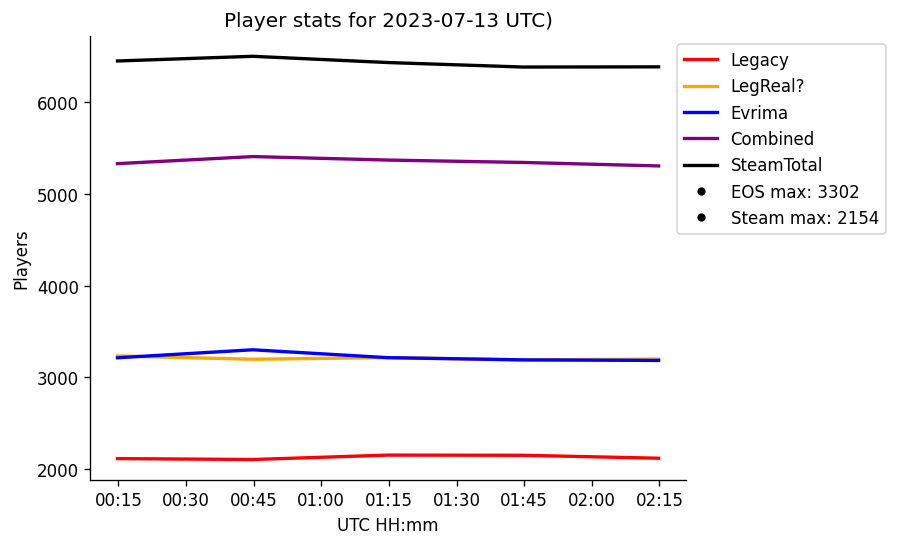 Player stats for 2023-07-13 UTC)
Legacy
LegReal?
Evrima
Combined
SteamTotal
EOS max: 3302
Steam max: 2154
Players
6000
5000
4000
3000
2000
00:15 00:30 00:45 01:00 01:15 01:30 01:45 02:00 02:15
UTC HH:mm